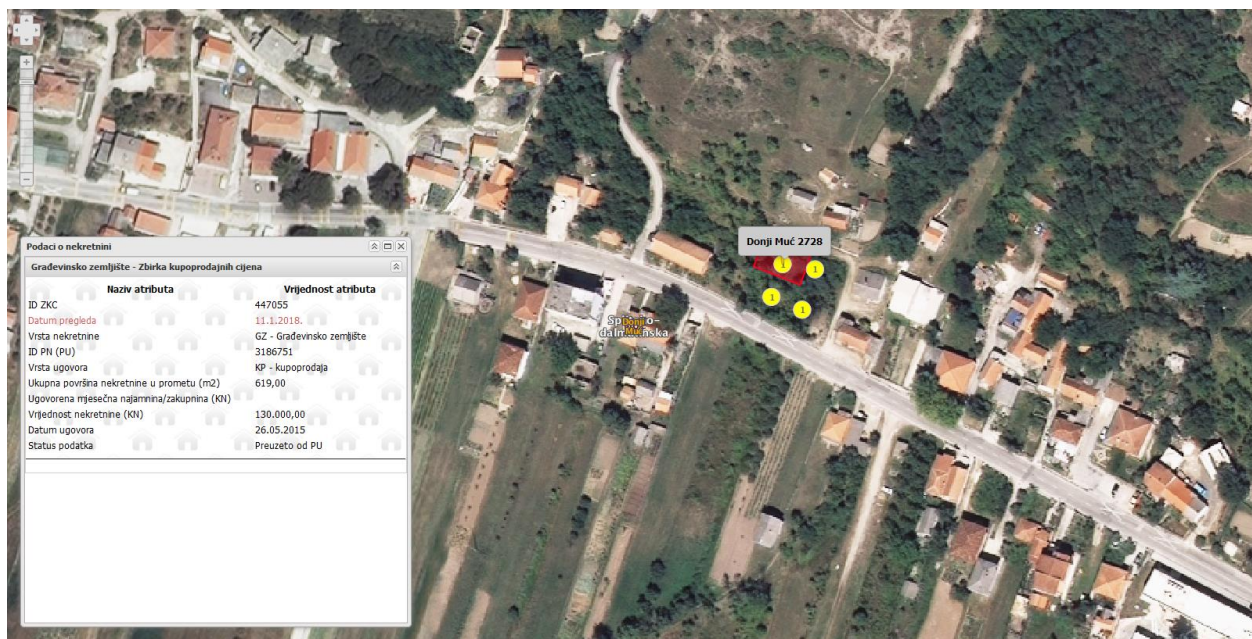 Donji Muć 2728
1
1
1
1
Donji
Muć
Podaci o nekretnini
Građevinsko zemljište - Zbirka kupoprodajnih cijena
Naziv atributa Vrijednost atributa
ID ZKC 447055
Datum pregleda 11.1.2018.
Vrsta nekretnine GZ - Građevinsko zemljište
ID PN (PU) 3186751
Vrsta ugovora KP - kupoprodaja
Ukupna površina nekretnine u prometu (m2) 619,00
Ugovorena mjesečna najamnina/zakupnina (KN)
Vrijednost nekretnine (KN) 130.000,00
Datum ugovora 26.05.2015
Status podatka Preuzeto od PU